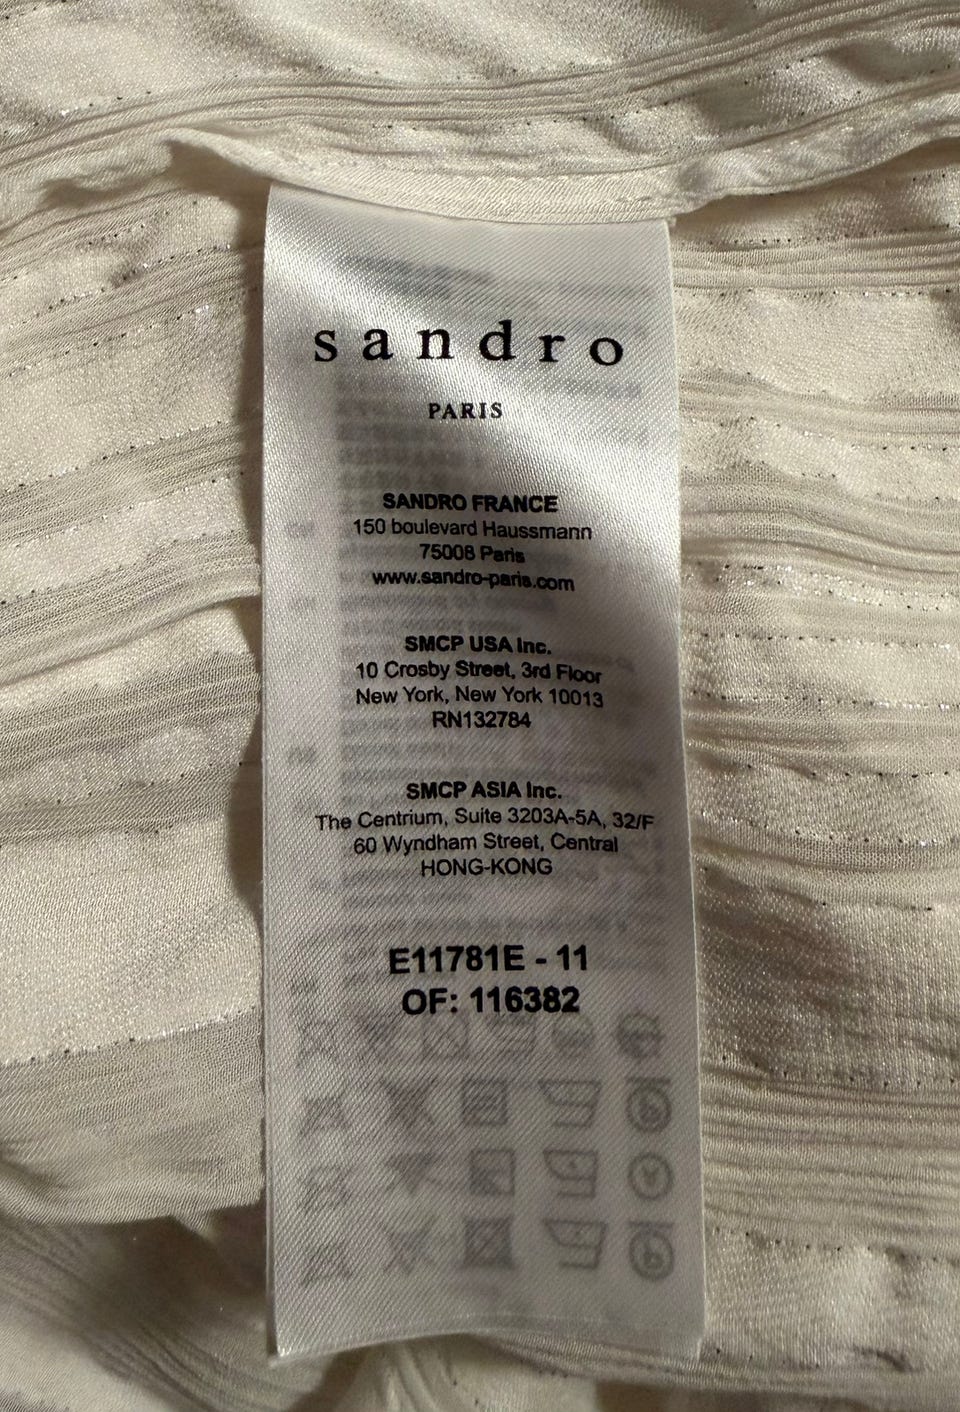 sandro
PARIS
SANDRO FRANCE
150 boulevard Haussmann
75008 Paris
www.sandro-paris.com
SMCP USA Inc.
10 Crosby Street, 3rd Floor
New York, New York 10013
RN132784
SMCP ASIA Inc.
The Centrium, Suite 3203A-5A, 32/F
60 Wyndham Street, Central
HONG-KONG
E11781E - 11
OF: 116382